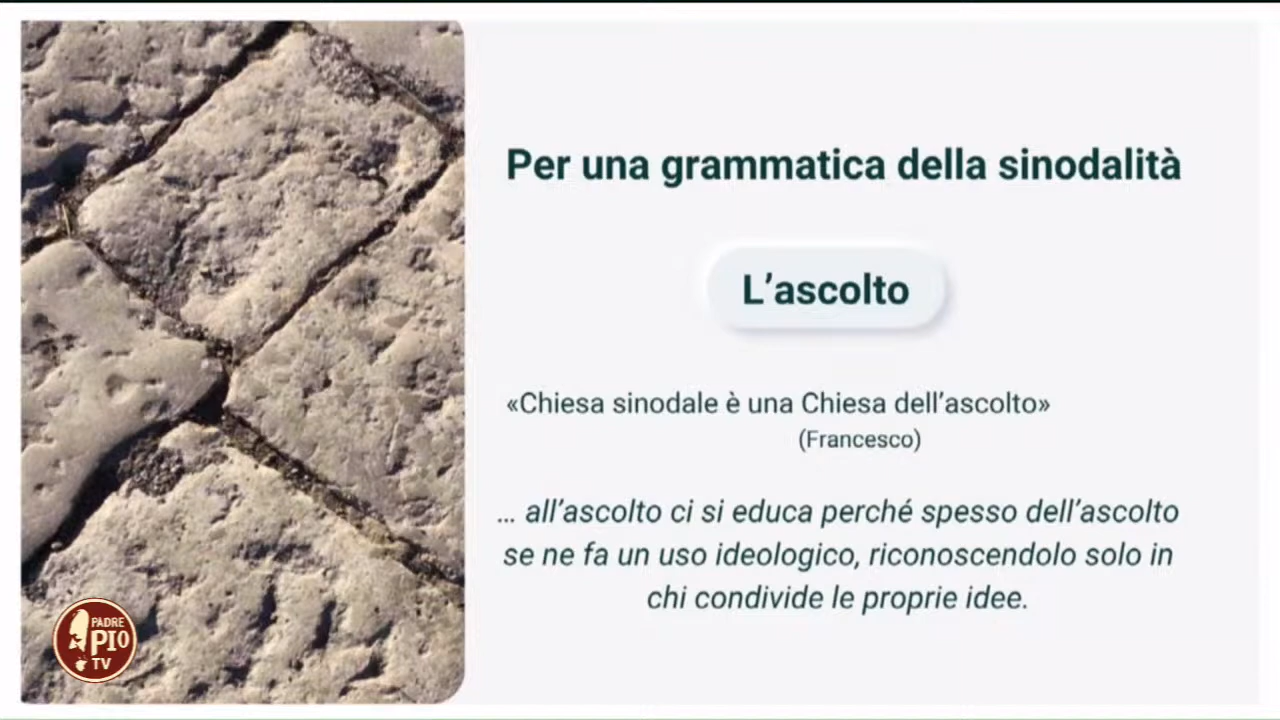 Per una grammatica della sinodalità
L’ascolto
«Chiesa sinodale è una Chiesa dell’ascolto»
(Francesco)
… all’ascolto ci si educa perché spesso dell’ascolto
se ne fa un uso ideologico, riconoscendolo solo in
chi condivide le proprie idee.
PADRE
PIO
TV